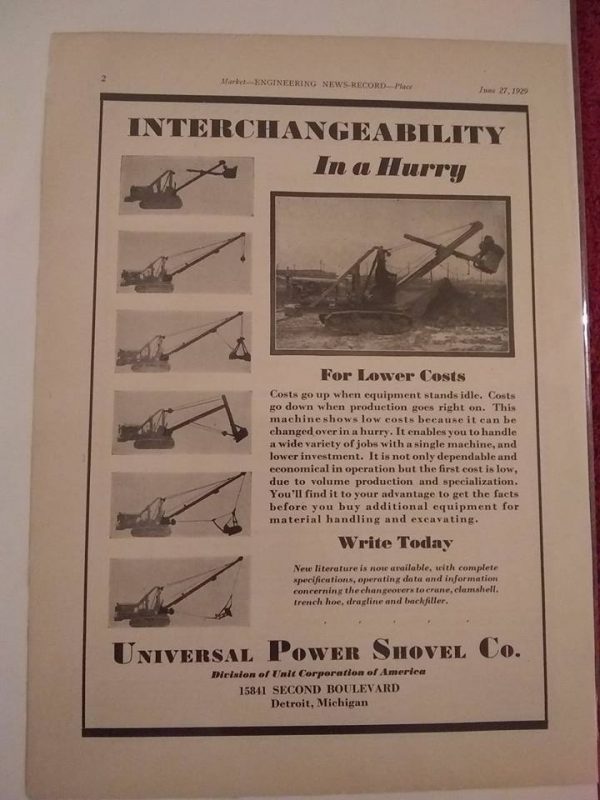 2
Market—ENGINEERING NEWS-RECORD—Place
June 27, 1929
INTERCHANGEABILITY
In a Hurry
For Lower Costs
Costs go up when equipment stands idle. Costs
go down when production goes right on. This
machine shows low costs because it can be
changed over in a hurry. It enables you to handle
a wide variety of jobs with a single machine, and
lower investment. It is not only dependable and
economical in operation but the first cost is low,
due to volume production and specialization.
You'll find it to your advantage to get the facts
before you buy additional equipment for
material handling and excavating.
Write Today
New literature is now available, with complete
specifications, operating data and information
concerning the changeovers to crane, clamshell,
trench hoe, dragline and backfiller.
UNIVERSAL POWER SHOVEL CO.
Division of Unit Corporation of America
15841 SECOND BOULEVARD
Detroit, Michigan